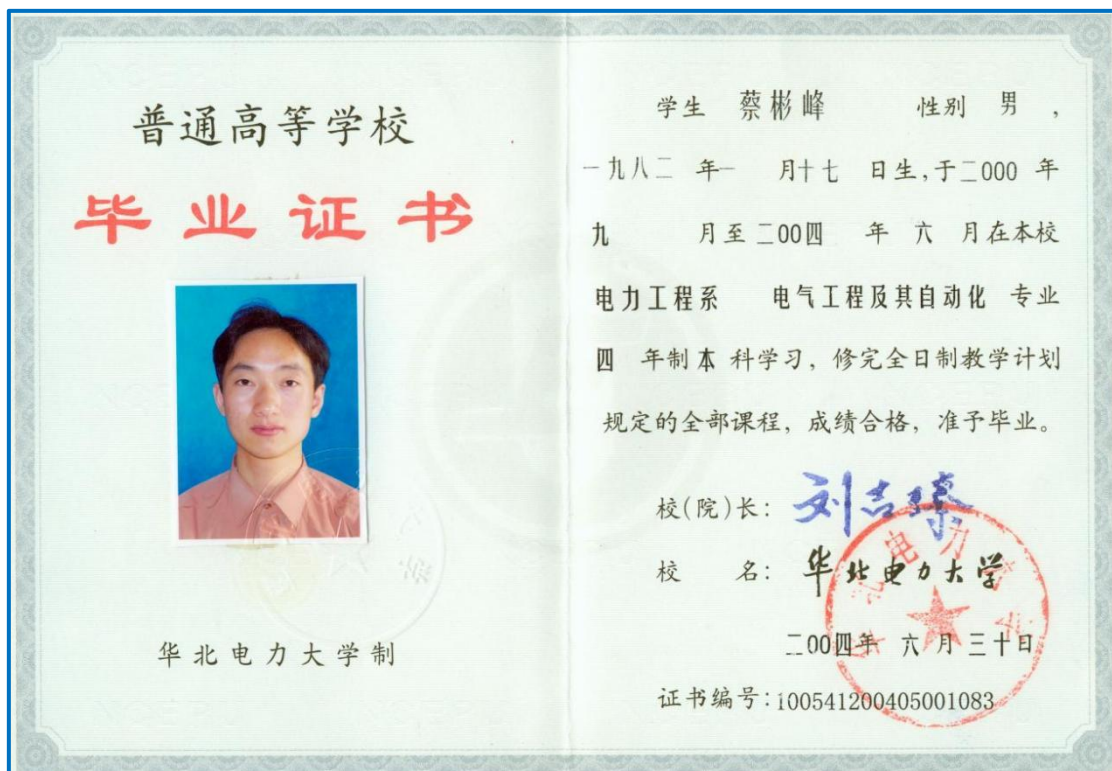 普通高等学校
毕业证书
华北电力大学制
学生 蔡彬峰 性别 男，
一九八二 年一 月十七 日生，于二000 年
九 月至二00四 年 六 月在本校
电力工程系 电气工程及其自动化 专业
四 年制本 科学习，修完全日制教学计划
规定的全部课程，成绩合格，准予毕业。
校(院)长：刘吉臻
校 名：华北电力大学
华北电力大学
二00四年 六 月 三十日
证书编号：100541200405001083